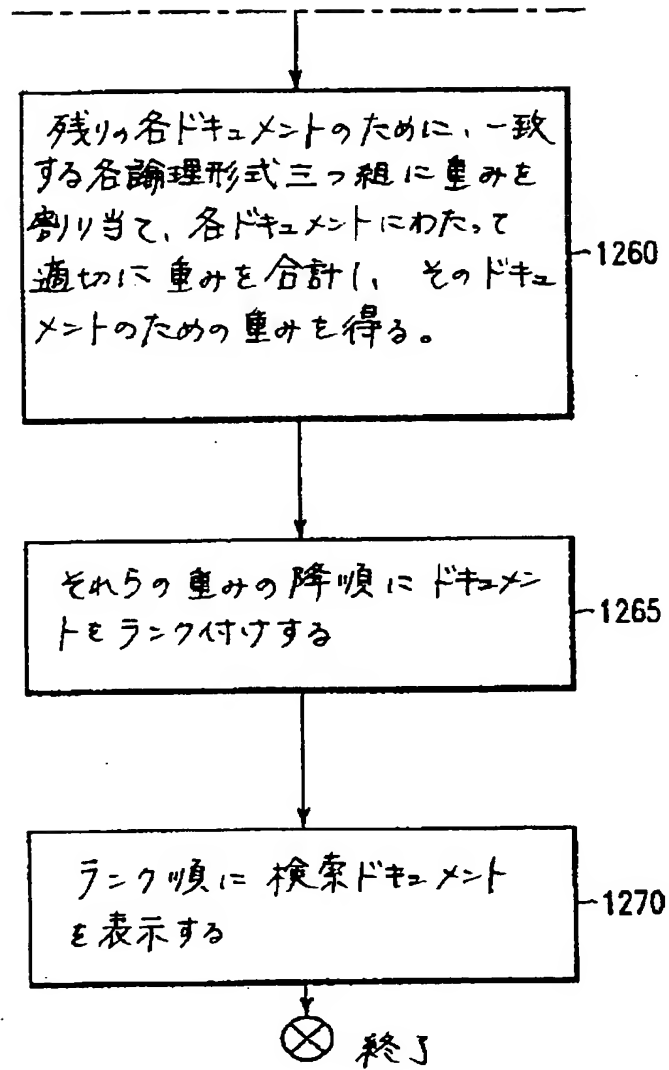 残りの各ドキュメントのために、一致
する各論理形式三つ組に重みを
割り当て、各ドキュメントにわたって
適切に重みを合計し、そのドキュ
メントのための重みを得る。
1260
それらの重みの降順にドキュメン
トをランク付けする
1265
ランク順に検索ドキュメント
を表示する
1270
終了